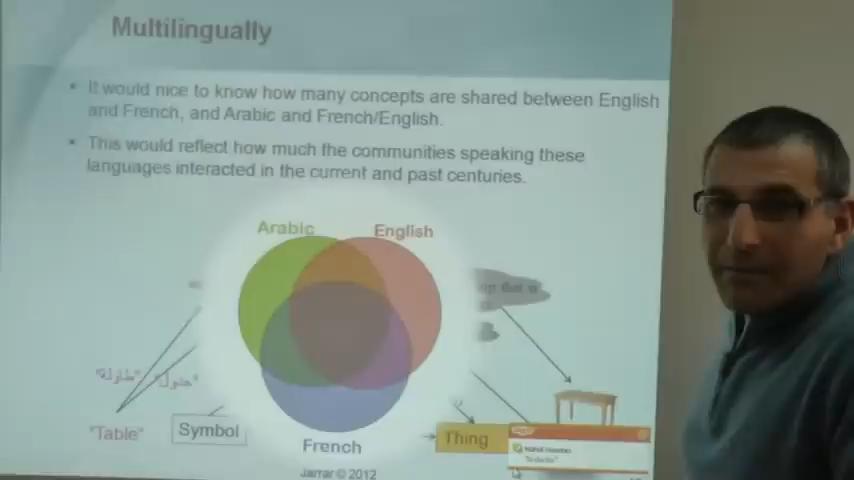 Multilingually
• It would nice to know how many concepts are shared between English
and French, and Arabic and French/English.
• This would reflect how much the communities speaking these
languages interacted in the current and past centuries.
Arabic
English
"طاولة"
"جدول"
"Table"
Symbol
Thing
French
Jarrar © 2012